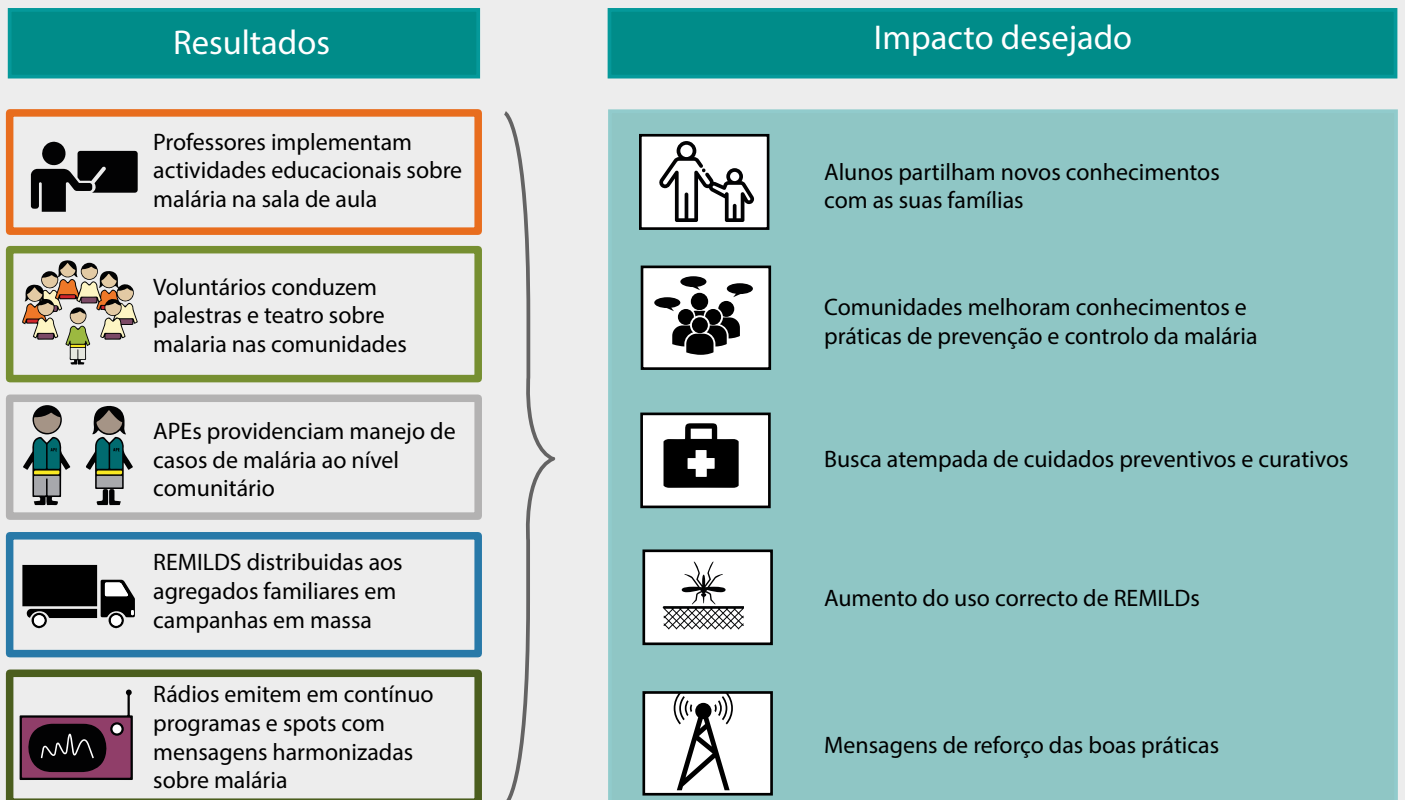 Resultados
Professores implementam
actividades educacionais sobre
malária na sala de aula
Voluntários conduzem
palestras e teatro sobre
malaria nas comunidades
APEs providenciam manejo de
casos de malária ao nível
comunitário
REMILDS distribuidas aos
agregados familiares em
campanhas em massa
Rádios emitem em contínuo
programas e spots com
mensagens harmonizadas
sobre malária
Impacto desejado
Alunos partilham novos conhecimentos
com as suas famílias
Comunidades melhoram conhecimentos e
práticas de prevenção e controlo da malária
Busca atempada de cuidados preventivos e curativos
Aumento do uso correcto de REMILDs
Mensagens de reforço das boas práticas